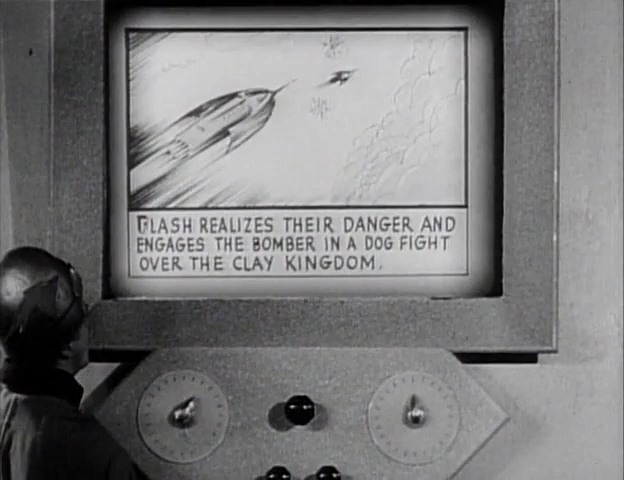 FLASH REALIZES THEIR DANGER AND
ENGAGES THE BOMBER IN A DOG FIGHT
OVER THE CLAY KINGDOM.